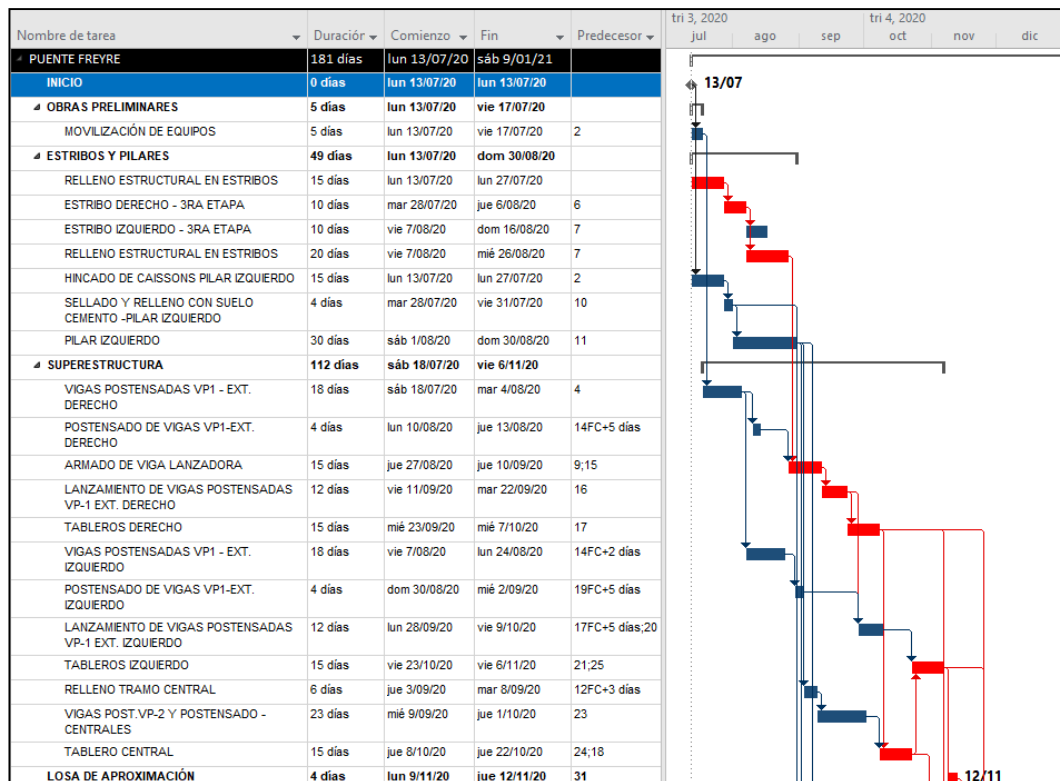 tri 3, 2020 tri 4, 2020
Nombre de tarea Duración Comienzo Fin Predecesor jul ago sep oct nov dic
PUENTE FREYRE 181 días lun 13/07/20 sáb 9/01/21
INICIO 0 días lun 13/07/20 lun 13/07/20 13/07
OBRAS PRELIMINARES 5 días lun 13/07/20 vie 17/07/20
MOVILIZACIÓN DE EQUIPOS 5 días lun 13/07/20 vie 17/07/20 2
ESTRIBOS Y PILARES 49 días lun 13/07/20 dom 30/08/20
RELLENO ESTRUCTURAL EN ESTRIBOS 15 días lun 13/07/20 lun 27/07/20
ESTRIBO DERECHO - 3RA ETAPA 10 días mar 28/07/20 jue 6/08/20 6
ESTRIBO IZQUIERDO - 3RA ETAPA 10 días vie 7/08/20 dom 16/08/20 7
RELLENO ESTRUCTURAL EN ESTRIBOS 20 días vie 7/08/20 mié 26/08/20 7
HINCADO DE CAISSONS PILAR IZQUIERDO 15 días lun 13/07/20 lun 27/07/20 2
SELLADO Y RELLENO CON SUELO 4 días mar 28/07/20 vie 31/07/20 10
CEMENTO -PILAR IZQUIERDO
PILAR IZQUIERDO 30 días sáb 1/08/20 dom 30/08/20 11
SUPERESTRUCTURA 112 días sáb 18/07/20 vie 6/11/20
VIGAS POSTENSADAS VP1 - EXT. 18 días sáb 18/07/20 mar 4/08/20 4
DERECHO
POSTENSADO DE VIGAS VP1-EXT. 4 días lun 10/08/20 jue 13/08/20 14FC+5 días
DERECHO
ARMADO DE VIGA LANZADORA 15 días jue 27/08/20 jue 10/09/20 9;15
LANZAMIENTO DE VIGAS POSTENSADAS 12 días vie 11/09/20 mar 22/09/20 16
VP-1 EXT. DERECHO
TABLEROS DERECHO 15 días mié 23/09/20 mié 7/10/20 17
VIGAS POSTENSADAS VP1 - EXT. 18 días vie 7/08/20 lun 24/08/20 14FC+2 días
IZQUIERDO
POSTENSADO DE VIGAS VP1-EXT. 4 días dom 30/08/20 mié 2/09/20 19FC+5 días
IZQUIERDO
LANZAMIENTO DE VIGAS POSTENSADAS 12 días lun 28/09/20 vie 9/10/20 17FC+5 días;20
VP-1 EXT. IZQUIERDO
TABLEROS IZQUIERDO 15 días vie 23/10/20 vie 6/11/20 21;25
RELLENO TRAMO CENTRAL 6 días jue 3/09/20 mar 8/09/20 12FC+3 días
VIGAS POST.VP-2 Y POSTENSADO - 23 días mié 9/09/20 jue 1/10/20 23
CENTRALES
TABLERO CENTRAL 15 días jue 8/10/20 jue 22/10/20 24;18
LOSA DE APROXIMACIÓN 4 días lun 9/11/20 jue 12/11/20 31 12/11